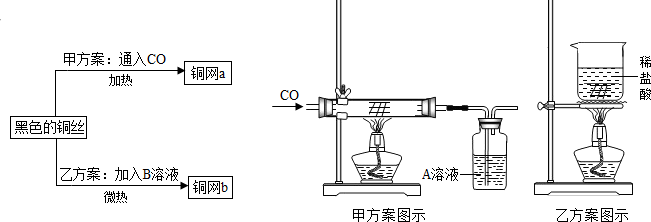 甲方案：通入CO
加热
铜网a
黑色的铜丝
乙方案：加入B溶液
微热
铜网b
CO
A溶液
甲方案图示
稀
盐
酸
乙方案图示